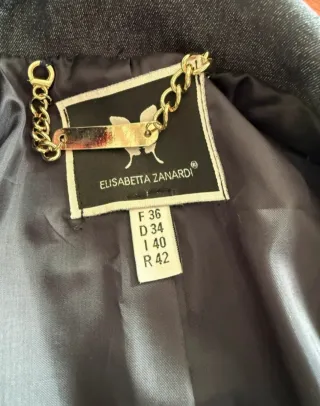 ELISABETTA ZANARDI®
F 36
D 34
I 40
R 42